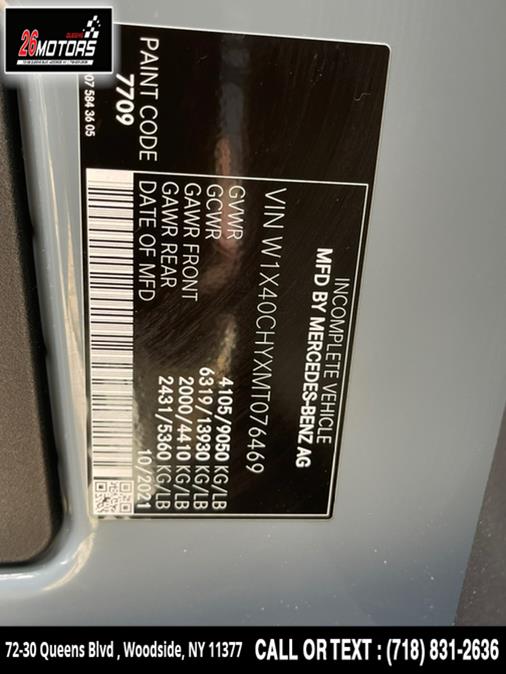 QUEENS
26MOTORS
INCOMPLETE VEHICLE
MFD BY MERCEDES-BENZ AG
VIN W1X40CHYXMT076469
GVWR 4105/9050 KG/LB
GCWR 6319/13930 KG/LB
GAWR FRONT 2000/4410 KG/LB
GAWR REAR 2431/5360 KG/LB
DATE OF MFD 10/2021
PAINT CODE
7709
07 584 36 05
72-30 Queens Blvd , Woodside, NY 11377
CALL OR TEXT : (718) 831-2636